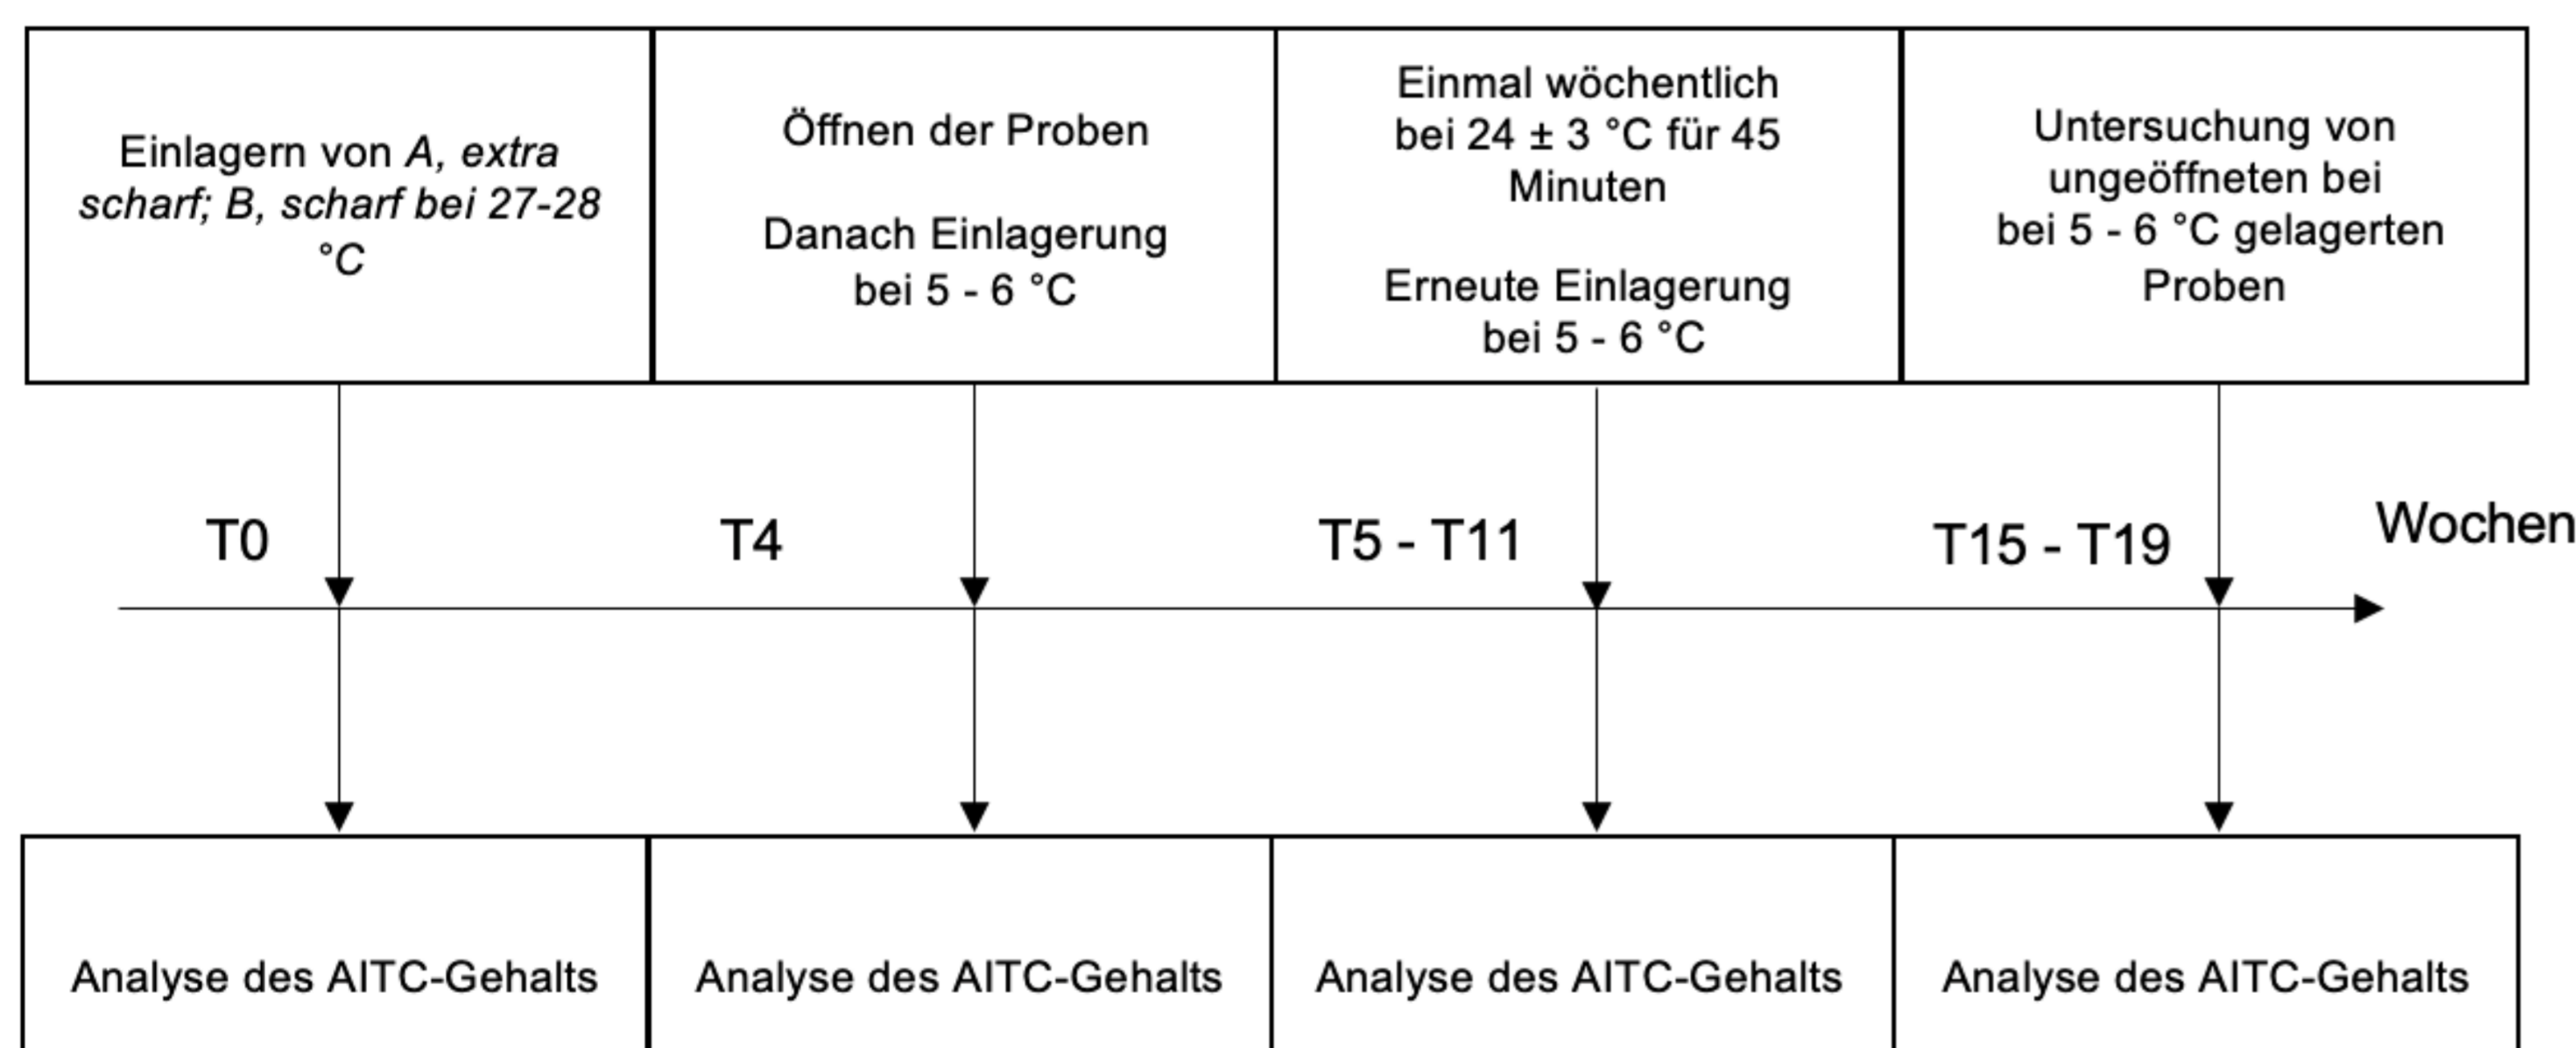 Einlagern von A, extra
scharf; B, scharf bei 27-28
°C
Öffnen der Proben
Danach Einlagerung
bei 5 - 6 °C
Einmal wöchentlich
bei 24 ± 3 °C für 45
Minuten
Erneute Einlagerung
bei 5 - 6 °C
Untersuchung von
ungeöffneten bei
bei 5 - 6 °C gelagerten
Proben
T0
T4
T5 - T11
T15 - T19
Wochen
Analyse des AITC-Gehalts
Analyse des AITC-Gehalts
Analyse des AITC-Gehalts
Analyse des AITC-Gehalts